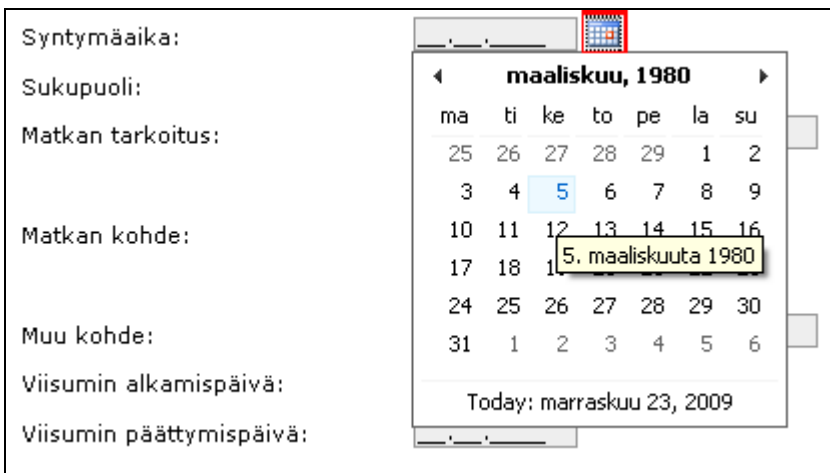 Syntymäaika: __.__.____
Sukupuoli:
maaliskuu, 1980
ma ti ke to pe la su
Matkan tarkoitus:
25 26 27 28 29 1 2
3 4 5 6 7 8 9
Matkan kohde:
10 11 12 13 14 15 16
5. maaliskuuta 1980
17 18
24 25 26 27 28 29 30
Muu kohde:
31 1 2 3 4 5 6
Viisumin alkamispäivä:
Today: marraskuu 23, 2009
Viisumin päättymispäivä: __.__.____